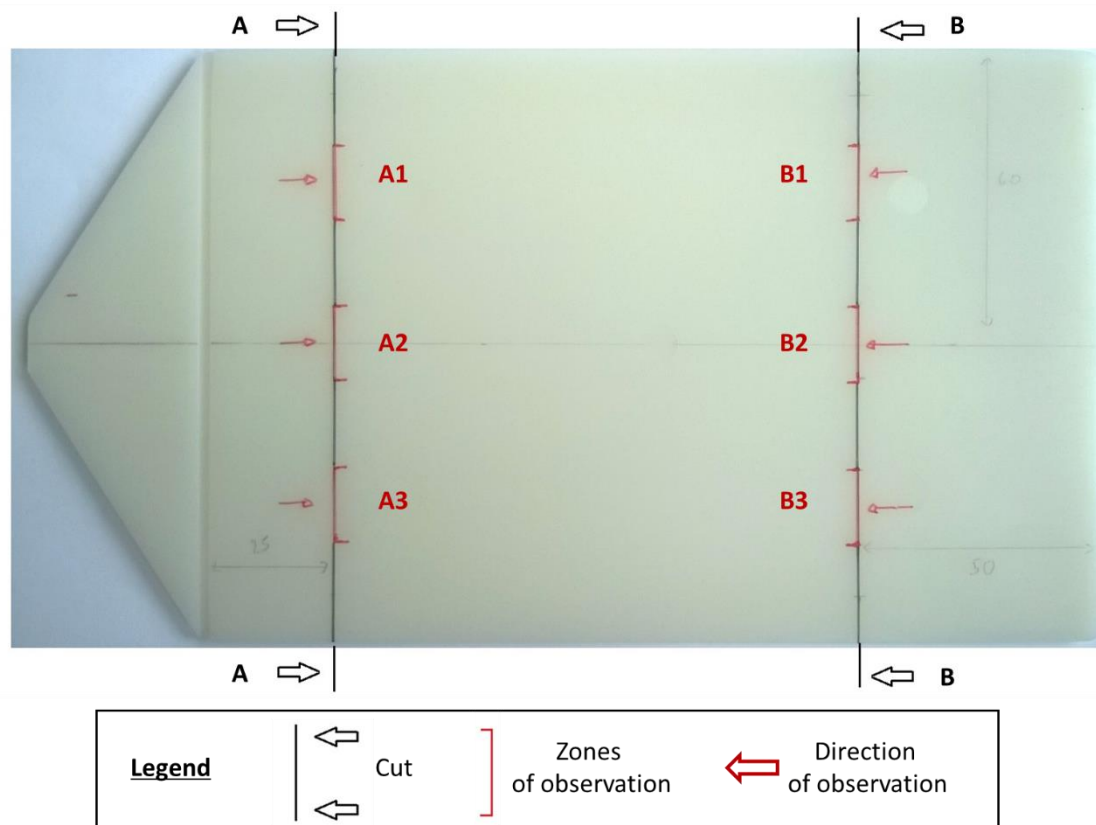 A B
A1 B1
60
A2 B2
A3 B3
25
50
A B
Legend Cut Zones of observation Direction of observation